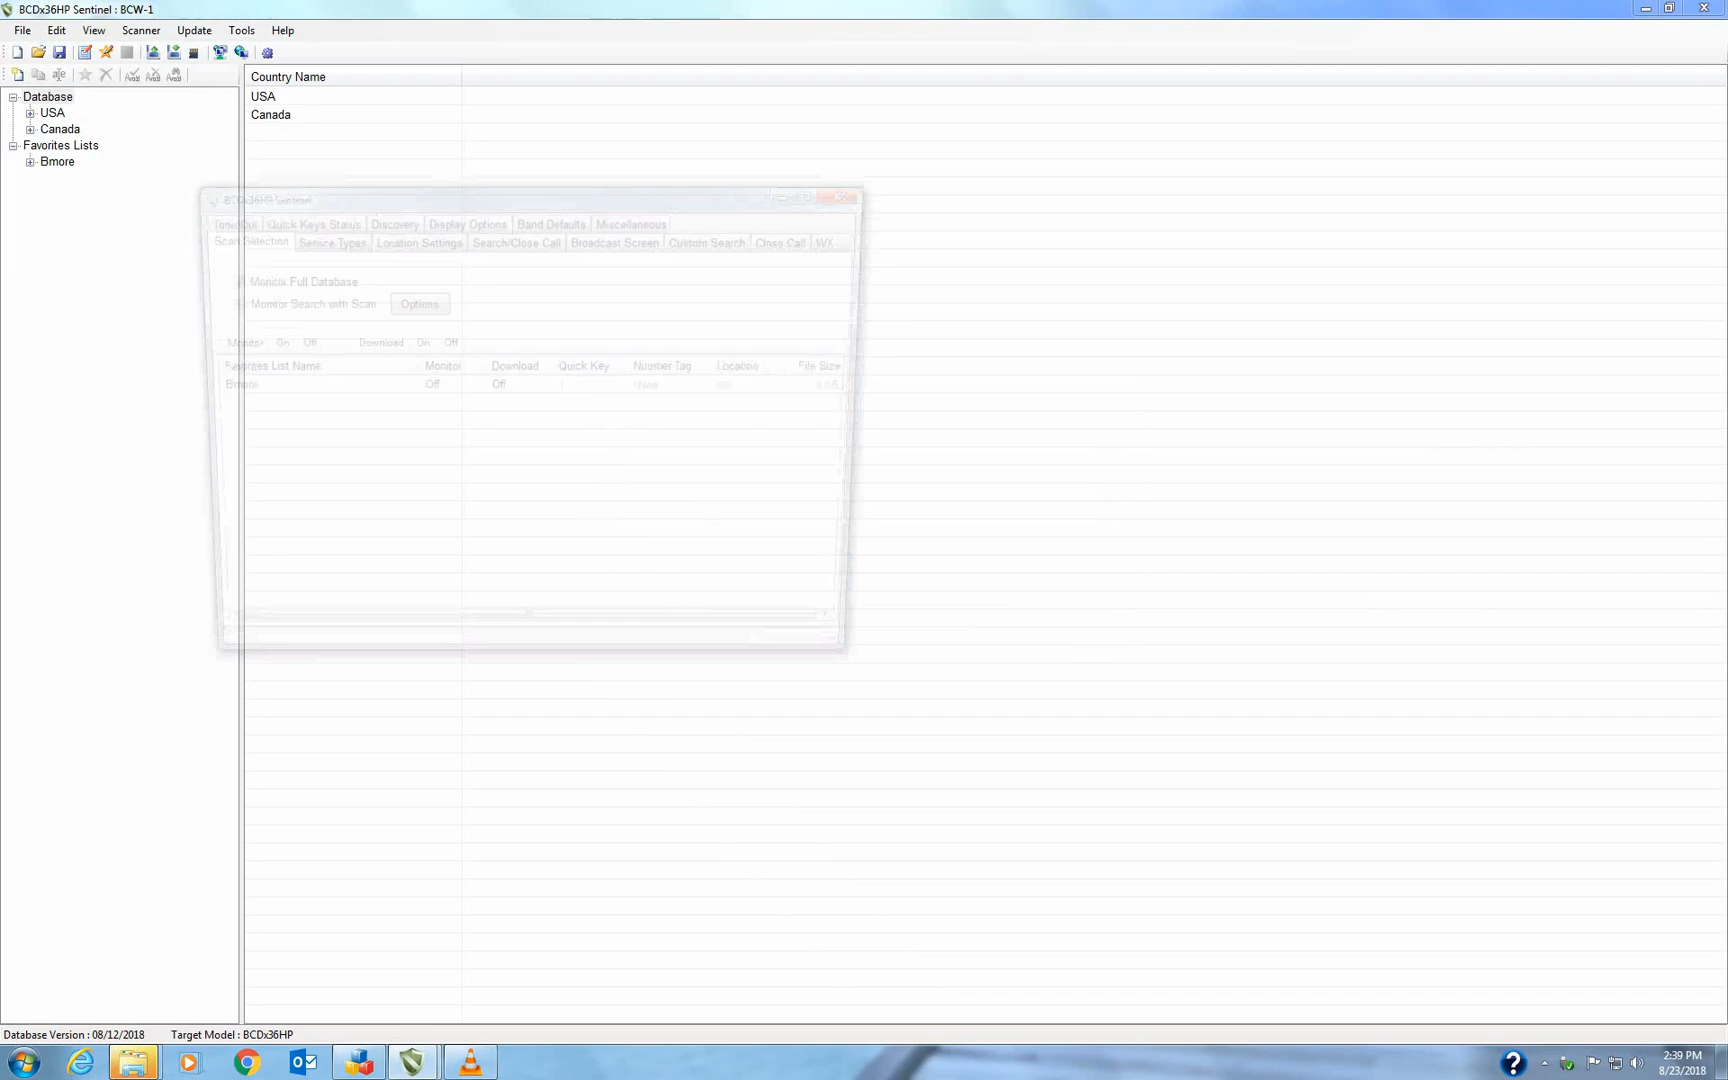 BCDx36HP Sentinel : BCW-1
File Edit View Scanner Update Tools Help
Database
USA
Canada
Favorites Lists
Bmore
Country Name
USA
Canada
BCDx36HP Sentinel
Tone-Out Quick Keys Status Discovery Display Options Band Defaults Miscellaneous
Scan Selection Service Types Location Settings Search/Close Call Broadcast Screen Custom Search Close Call WX
Monitor Full Database
Monitor Search with Scan Options
Monitor On Off Download On Off
Favorites List Name Monitor Download Quick Key Number Tag Location File Size
Bmore Off Off
Database Version : 08/12/2018 Target Model : BCDx36HP
2:39 PM
8/23/2018